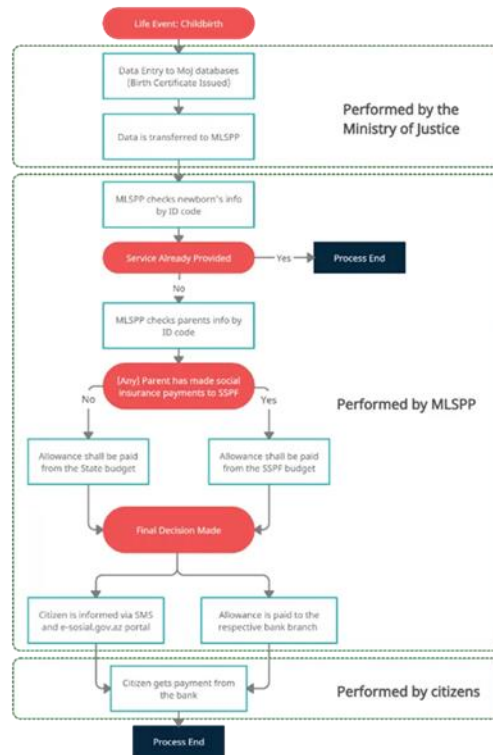 Life Event: Childbirth
Data Entry to MoJ databases
(Birth Certificate Issued)
Performed by the
Ministry of Justice
Data is transferred to MLSPP
MLSPP checks newborn's info
by ID code
Service Already Provided
Yes
Process End
No
MLSPP checks parents info by
ID code
[Any] Parent has made social
insurance payments to SSPF
No
Yes
Performed by MLSPP
Allowance shall be paid
from the State budget
Allowance shall be paid
from the SSPF budget
Final Decision Made
Citizen is informed via SMS
and e-sosial.gov.az portal
Allowance is paid to the
respective bank branch
Citizen gets payment from
the bank
Performed by citizens
Process End